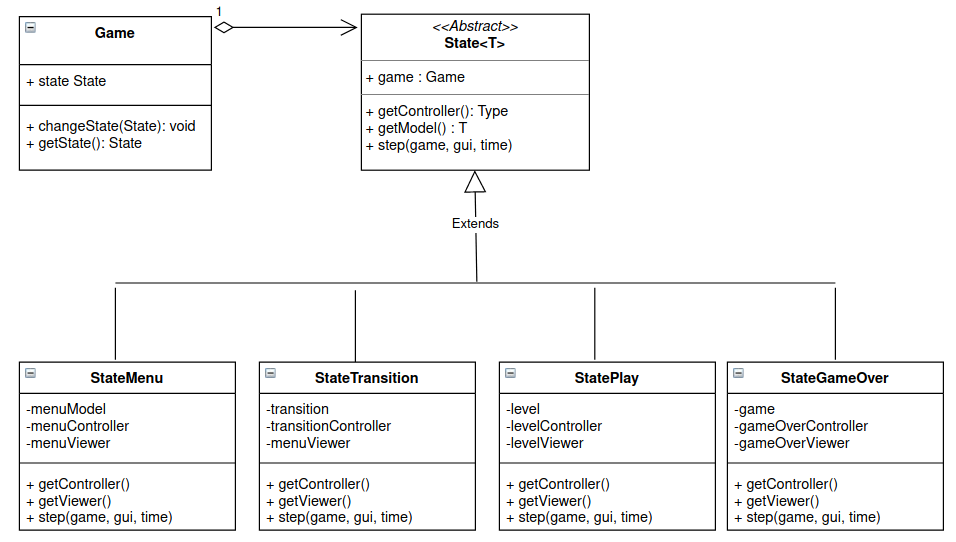 1
Game
+ state State
+ changeState(State): void
+ getState(): State
<<Abstract>>
State<T>
+ game : Game
+ getController(): Type
+ getModel() : T
+ step(game, gui, time)
Extends
StateMenu
-menuModel
-menuController
-menuViewer
+ getController()
+ getViewer()
+ step(game, gui, time)
StateTransition
-transition
-transitionController
-menuViewer
+ getController()
+ getViewer()
+ step(game, gui, time)
StatePlay
-level
-levelController
-levelViewer
+ getController()
+ getViewer()
+ step(game, gui, time)
StateGameOver
-game
-gameOverController
-gameOverViewer
+ getController()
+ getViewer()
+ step(game, gui, time)